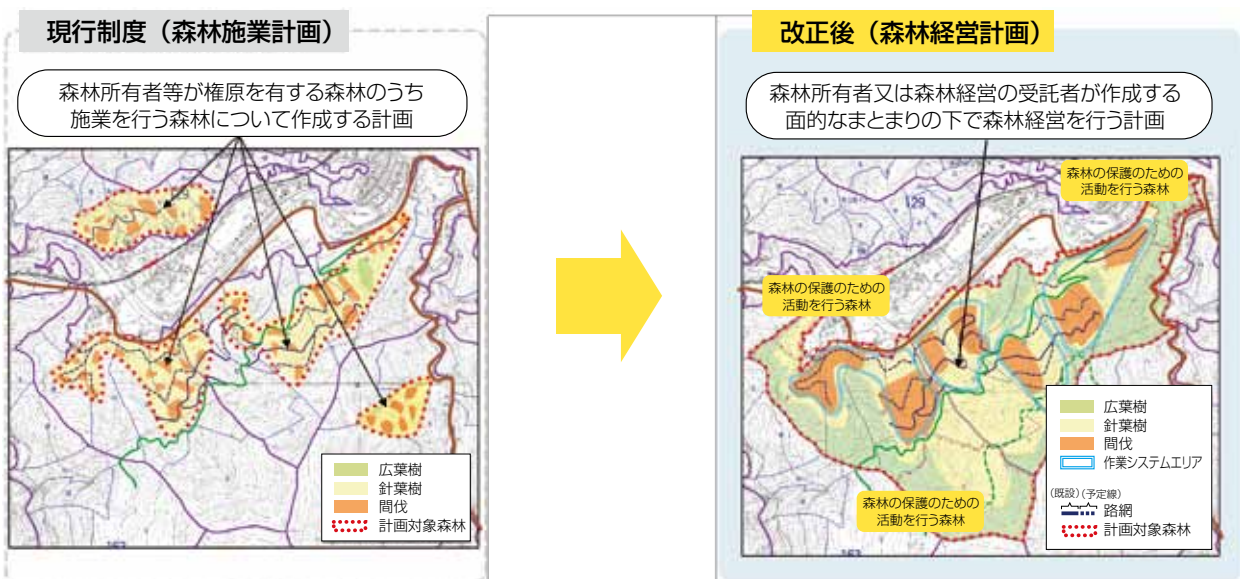 現行制度（森林施業計画）
森林所有者等が権原を有する森林のうち
施業を行う森林について作成する計画
広葉樹
針葉樹
間伐
計画対象森林
改正後（森林経営計画）
森林所有者又は森林経営の受託者が作成する
面的なまとまりの下で森林経営を行う計画
森林の保護のための
活動を行う森林
129
森林の保護のための
活動を行う森林
森林の保護のための
活動を行う森林
広葉樹
針葉樹
間伐
作業システムエリア
(既設)(予定線)
路網
計画対象森林